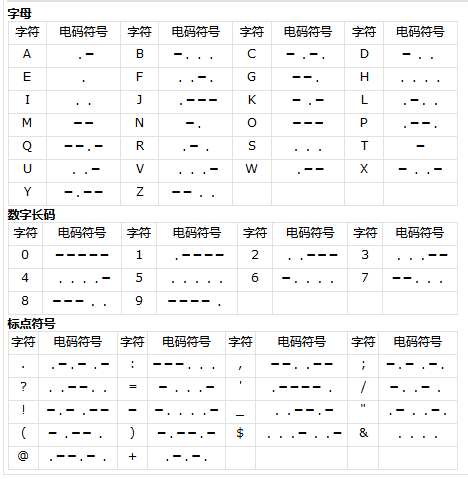 字母
字符 电码符号 字符 电码符号 字符 电码符号 字符 电码符号
A .━ B ━... C ━.━. D ━..
E . F ..━. G ━━. H ....
I .. J .━━━ K ━.━ L .━..
M ━━ N ━. O ━━━ P .━━.
Q ━━.━ R .━. S ... T ━
U ..━ V ...━ W .━━ X ━..━
Y ━.━━ Z ━━..
数字长码
字符 电码符号 字符 电码符号 字符 电码符号 字符 电码符号
0 ━━━━━ 1 .━━━━ 2 ..━━━ 3 ...━━
4 ....━ 5 ..... 6 ━.... 7 ━━...
8 ━━━.. 9 ━━━━.
标点符号
字符 电码符号 字符 电码符号 字符 电码符号 字符 电码符号
. .━.━.━ : ━━━... , ━━..━━ ; ━.━.━.
? ..━━.. = ━...━ ' .━━━━. / ━..━.
! ━.━.━━ ━ ━....━ _ ..━━.━ " .━..━.
( ━.━━. ) ━.━━.━ $ ...━..━ & ....
@ .━━.━. + .━.━.